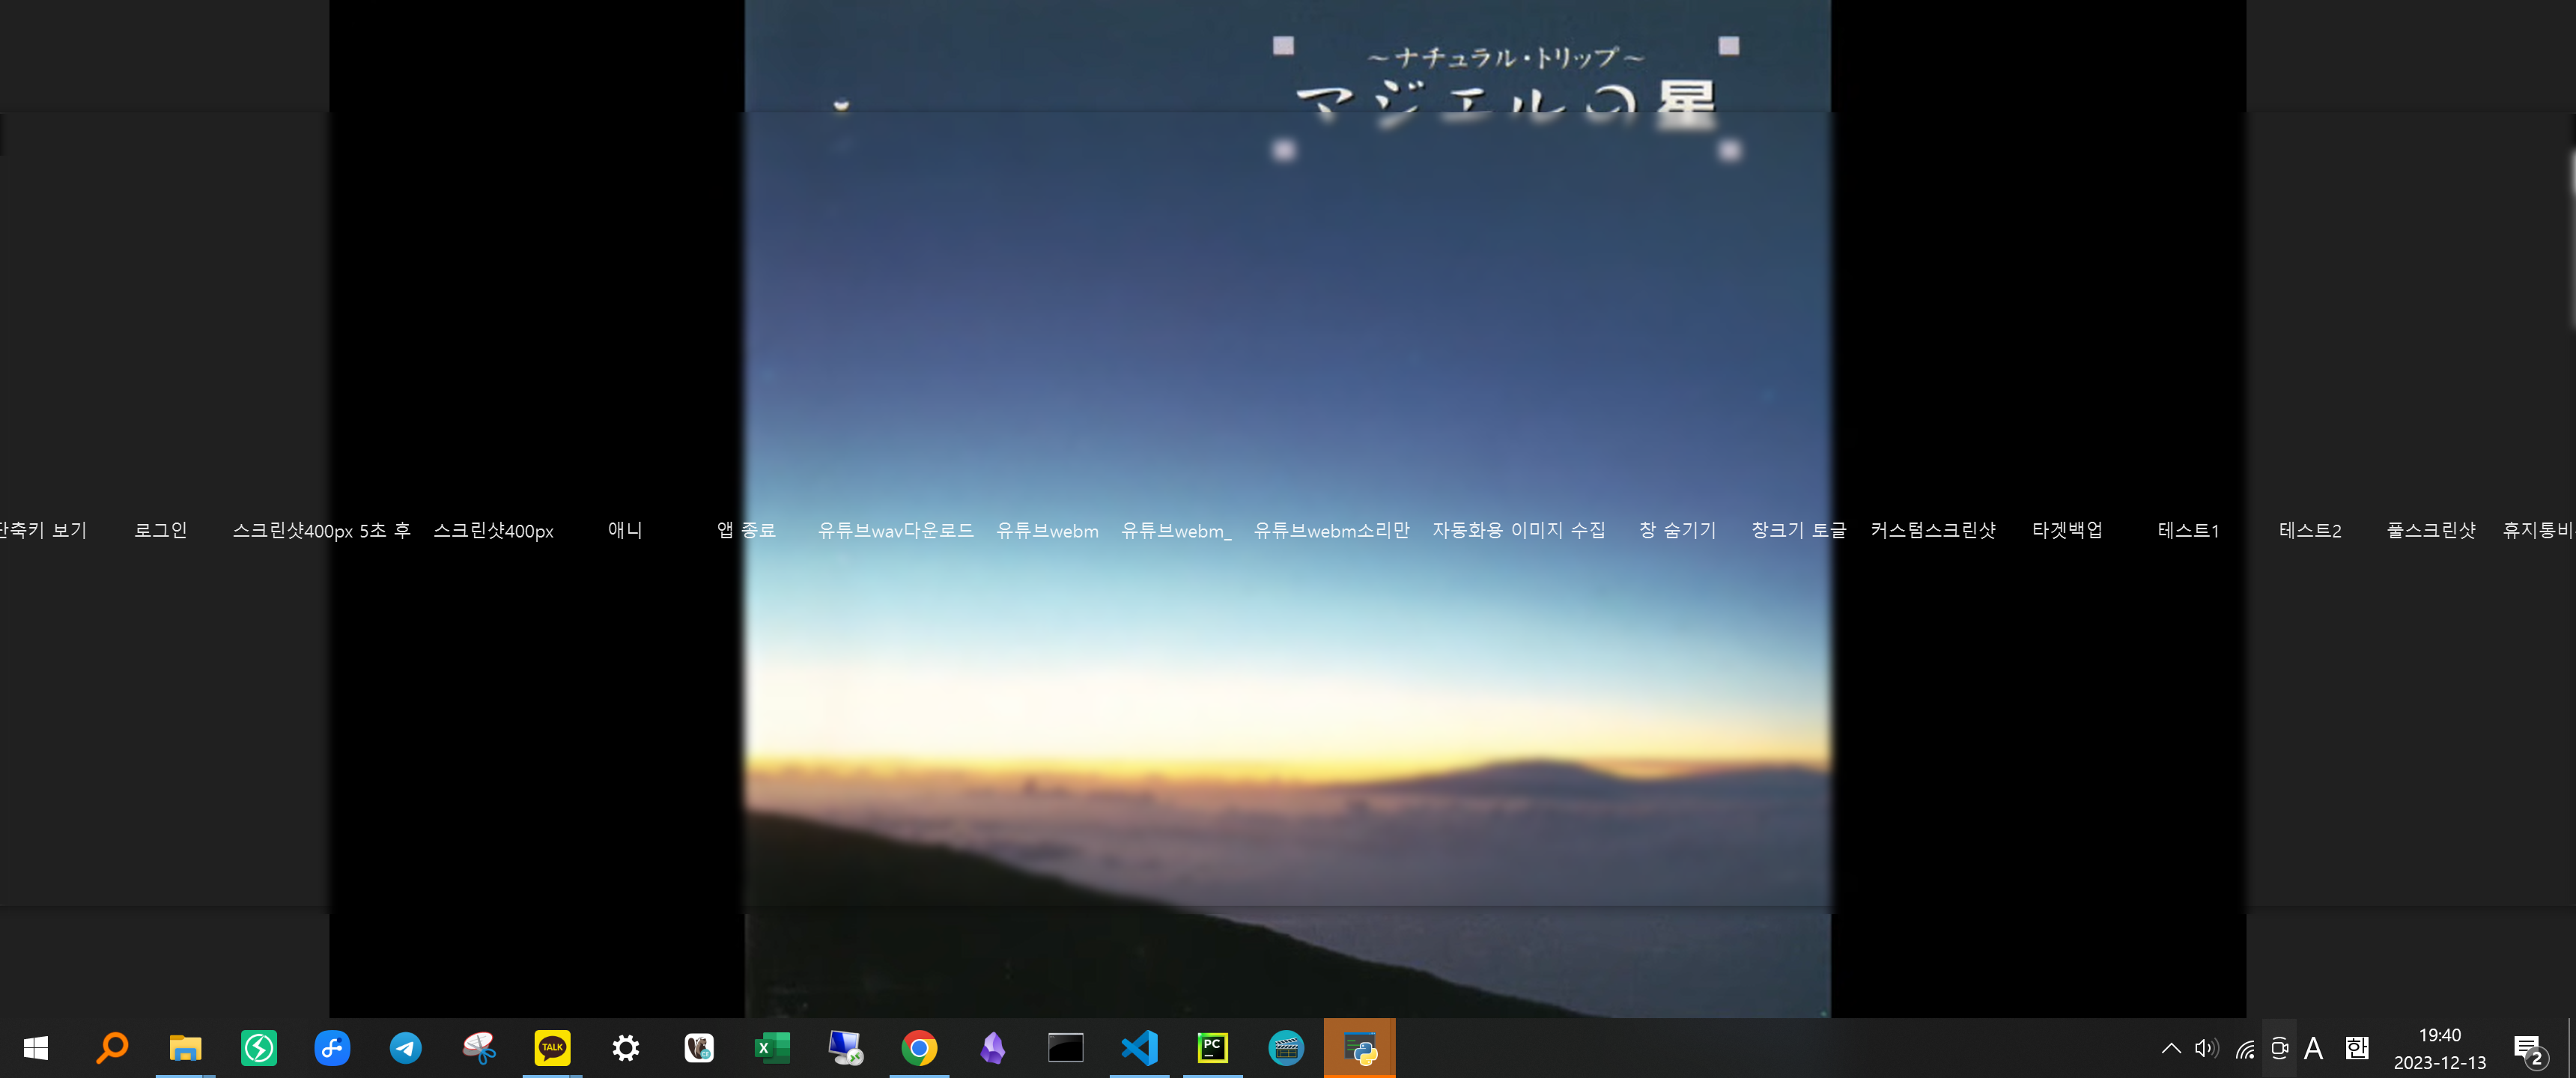 ~ナチュラル・トリップ~
マジエルの星
단축키 보기 로그인 스크린샷400px 5초 후 스크린샷400px 애니 앱 종료 유튜브wav다운로드 유튜브webm 유튜브webm_ 유튜브webm소리만 자동화용 이미지 수집 창 숨기기 창크기 토글 커스텀스크린샷 타겟백업 테스트1 테스트2 풀스크린샷 휴지통비
TALK
X
PC
A
한
19:40
2023-12-13
2